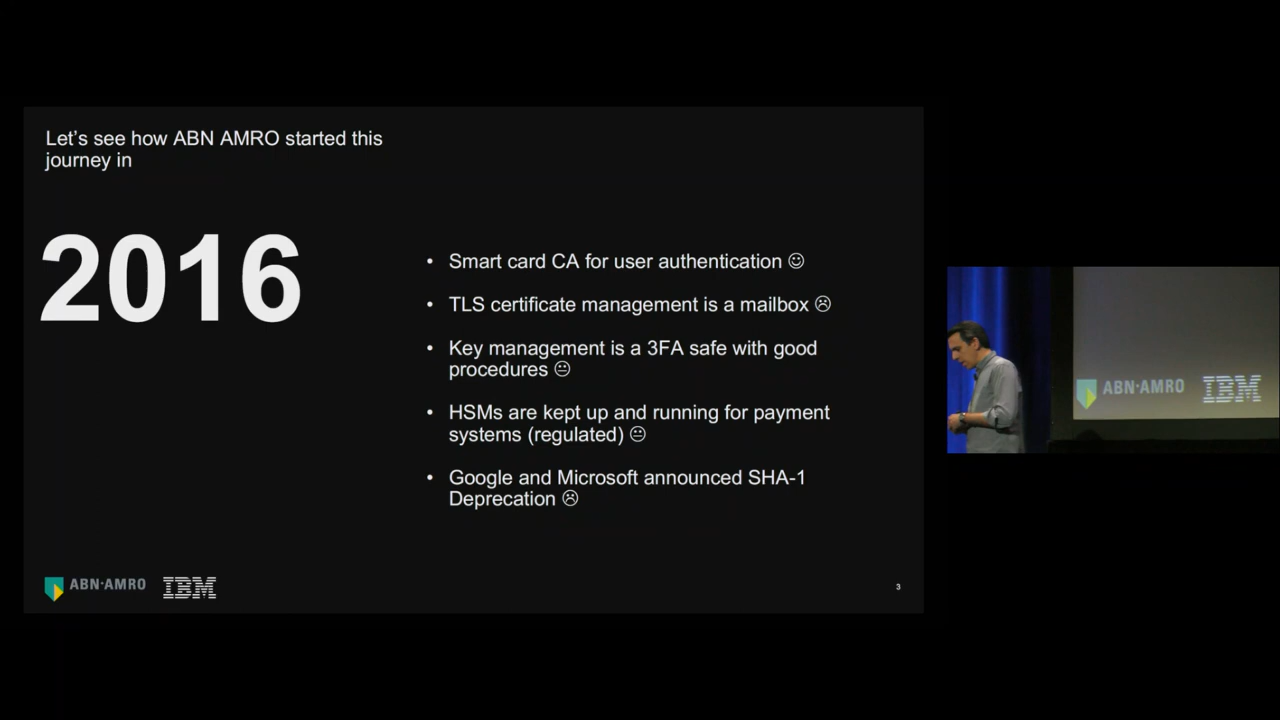 Let's see how ABN AMRO started this
journey in
2016
• Smart card CA for user authentication ☺
• TLS certificate management is a mailbox ☹
• Key management is a 3FA safe with good
procedures 😐
• HSMs are kept up and running for payment
systems (regulated) 😐
• Google and Microsoft announced SHA-1
Deprecation ☹
ABN·AMRO IBM
3
ABN·AMRO IBM